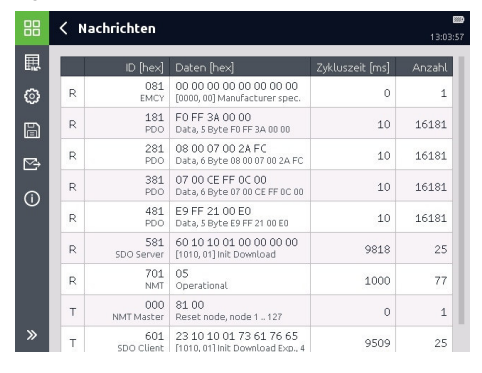 Nachrichten
13:03:57
ID [hex] Daten [hex] Zykluszeit [ms] Anzahl
R 081 00 00 00 00 00 00 00 00 0 1
EMCY [0000, 00] Manufacturer spec.
R 181 F0 FF 3A 00 00 10 16181
PDO Data, 5 Byte F0 FF 3A 00 00
R 281 08 00 07 00 2A FC 10 16181
PDO Data, 6 Byte 08 00 07 00 2A FC
R 381 07 00 CE FF 0C 00 10 16181
PDO Data, 6 Byte 07 00 CE FF 0C 00
R 481 E9 FF 21 00 E0 10 16181
PDO Data, 5 Byte E9 FF 21 00 E0
R 581 60 10 10 01 00 00 00 00 9818 25
SDO Server [1010, 01] Init Download
R 701 05 1000 77
NMT Operational
T 000 81 00 0 1
NMT Master Reset node, node 1 .. 127
T 601 23 10 10 01 73 61 76 65 9509 25
SDO Client [1010, 01] Init Download Exp., 4